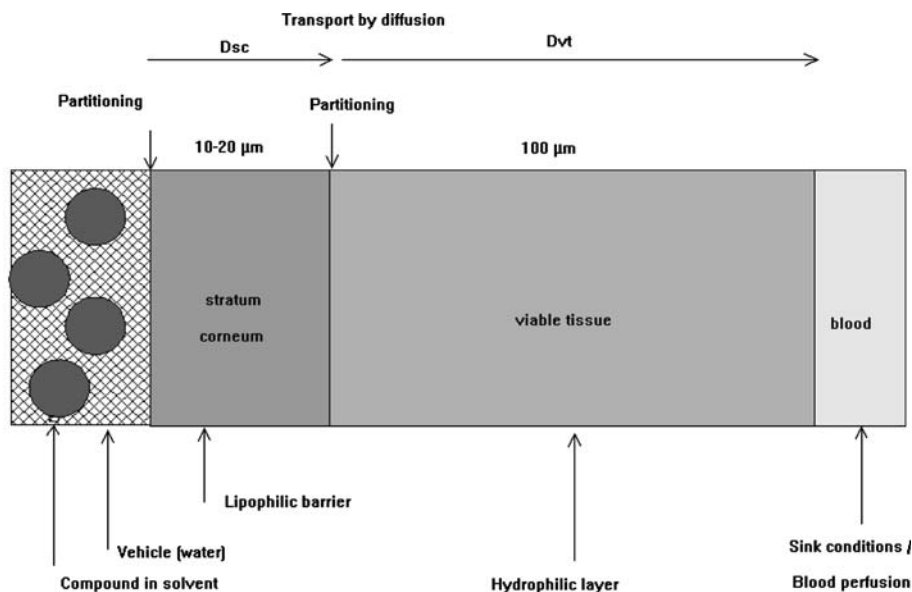 Transport by diffusion
Dsc
Dvt
Partitioning
Partitioning
10-20 µm
100 µm
stratum
corneum
viable tissue
blood
Lipophilic barrier
Vehicle (water)
Compound in solvent
Hydrophilic layer
Sink conditions /
Blood perfusion